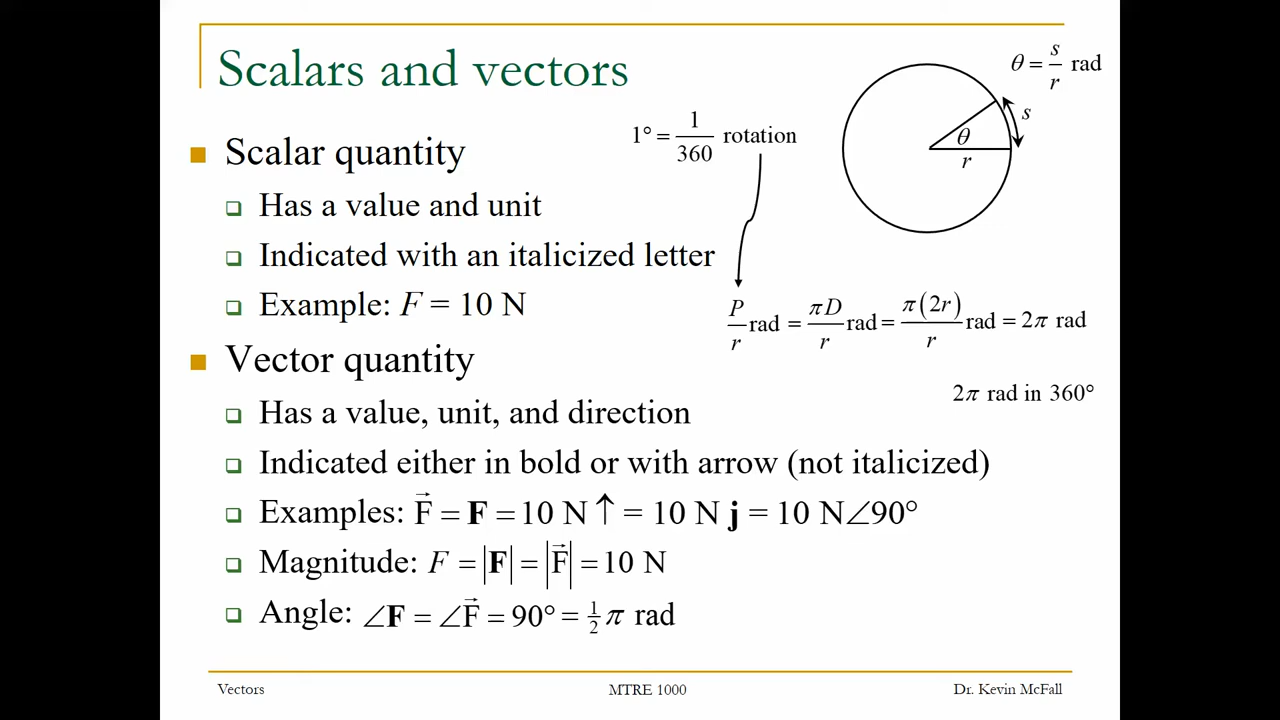 Scalars and vectors
θ = s/r rad
s
θ
r
1° = 1/360 rotation
Scalar quantity
Has a value and unit
Indicated with an italicized letter
Example: F = 10 N
P/r rad = πD/r rad = π(2r)/r rad = 2π rad
2π rad in 360°
Vector quantity
Has a value, unit, and direction
Indicated either in bold or with arrow (not italicized)
Examples: F⃗ = F = 10 N ↑ = 10 N j = 10 N∠90°
Magnitude: F = |F| = |F⃗| = 10 N
Angle: ∠F = ∠F⃗ = 90° = ½π rad
Vectors
MTRE 1000
Dr. Kevin McFall